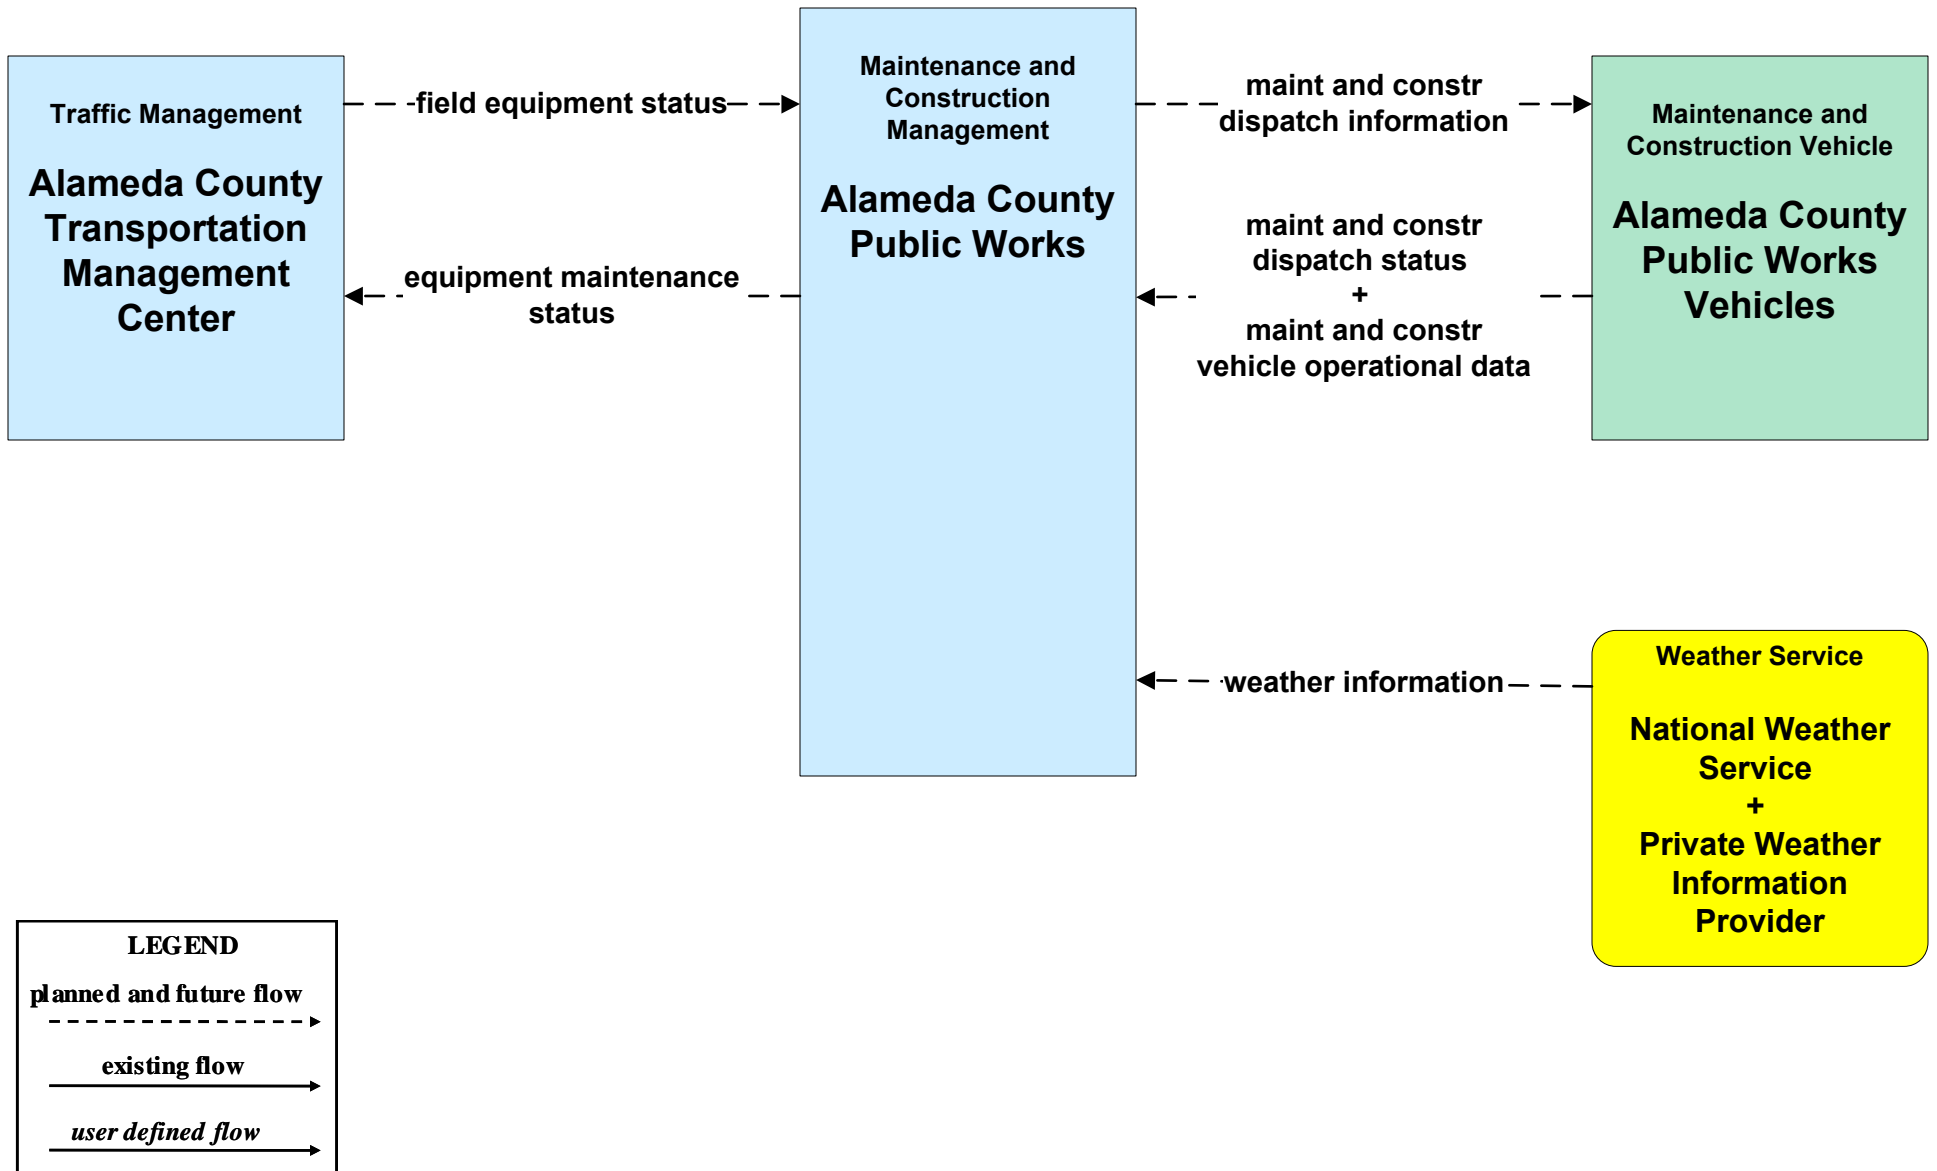 Traffic Management
Alameda County
Transportation
Management
Center
field equipment status
equipment maintenance
status
Maintenance and
Construction
Management
Alameda County
Public Works
maint and constr
dispatch information
maint and constr
dispatch status
+
maint and constr
vehicle operational data
Maintenance and
Construction Vehicle
Alameda County
Public Works
Vehicles
weather information
Weather Service
National Weather
Service
+
Private Weather
Information
Provider
LEGEND
planned and future flow
existing flow
user defined flow